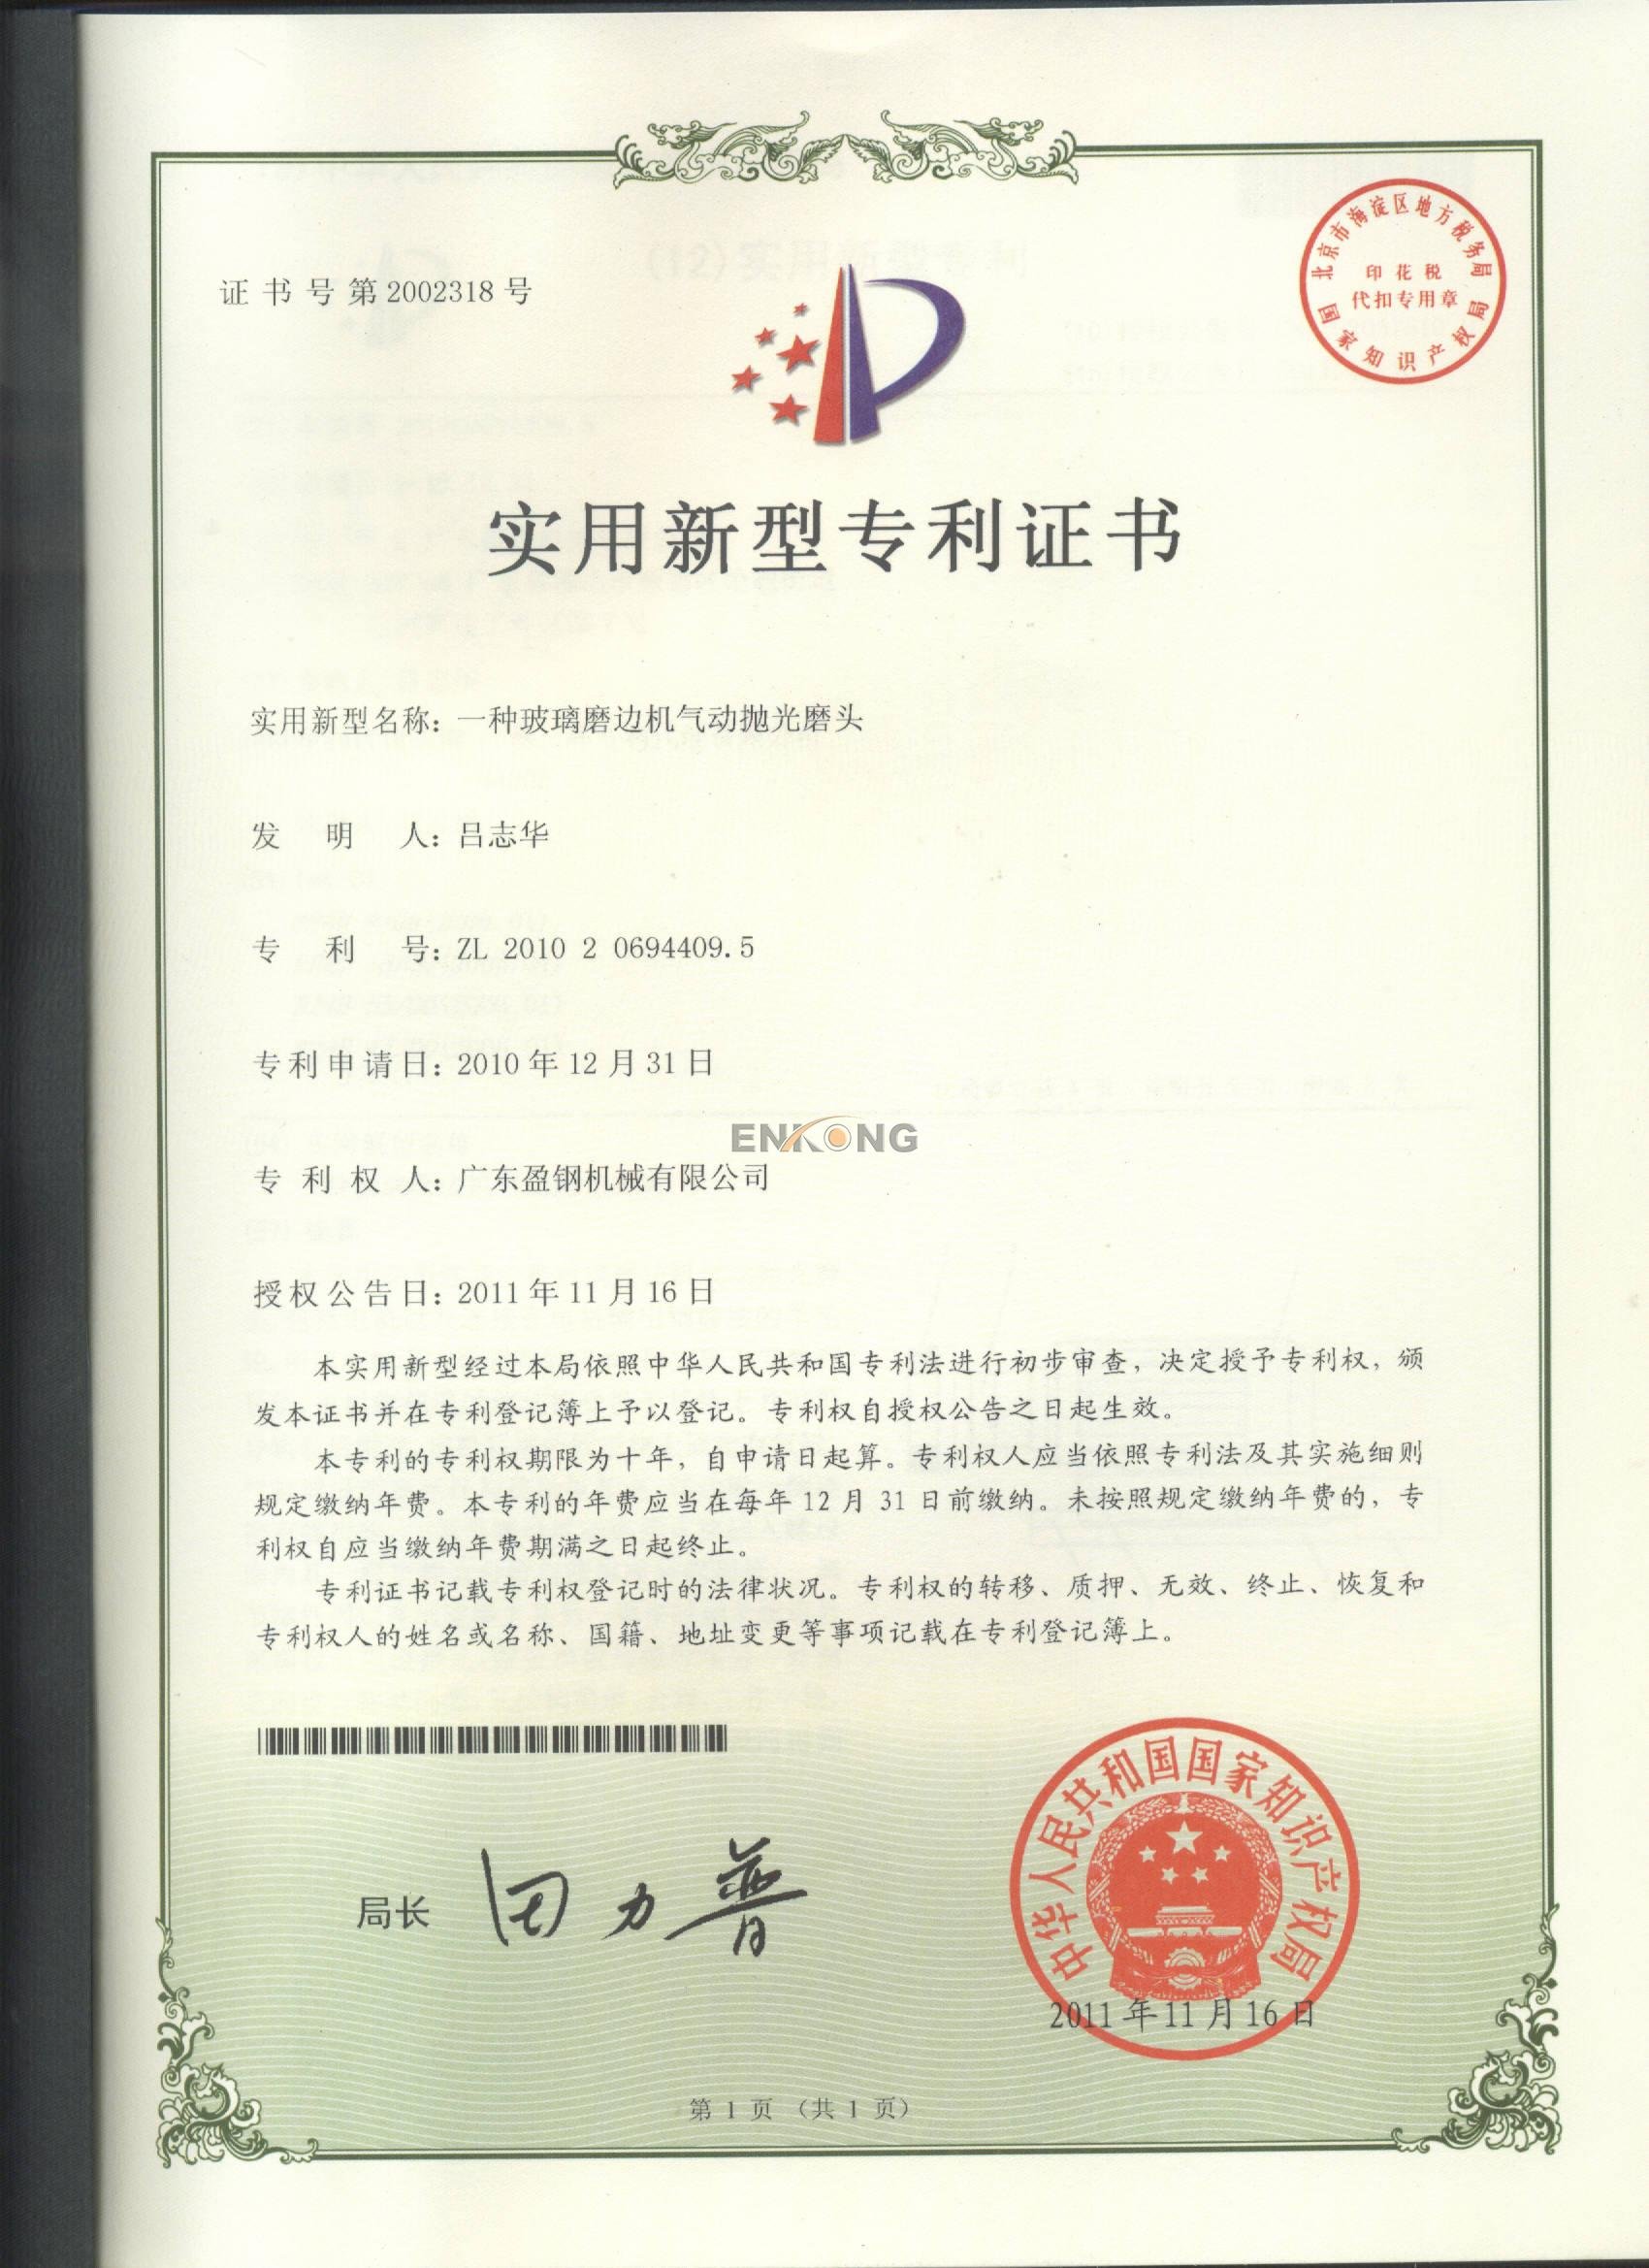 北京市海淀区地方税务局
印花税
代扣专用章
国家知识产权局
证书号第2002318号
实用新型专利证书
实用新型名称：一种玻璃磨边机气动抛光磨头
发明人：吕志华
专利号：ZL 2010 2 0694409.5
专利申请日：2010年12月31日
ENKONG
专利权人：广东盈钢机械有限公司
授权公告日：2011年11月16日
本实用新型经过本局依照中华人民共和国专利法进行初步审查，决定授予专利权，颁
发本证书并在专利登记簿上予以登记。专利权自授权公告之日起生效。
本专利的专利权期限为十年，自申请日起算。专利权人应当依照专利法及其实施细则
规定缴纳年费。本专利的年费应当在每年12月31日前缴纳。未按照规定缴纳年费的，专
利权自应当缴纳年费期满之日起终止。
专利证书记载专利权登记时的法律状况。专利权的转移、质押、无效、终止、恢复和
专利权人的姓名或名称、国籍、地址变更等事项记载在专利登记簿上。
局长 田力普
中华人民共和国国家知识产权局
2011年11月16日
第1页（共1页）